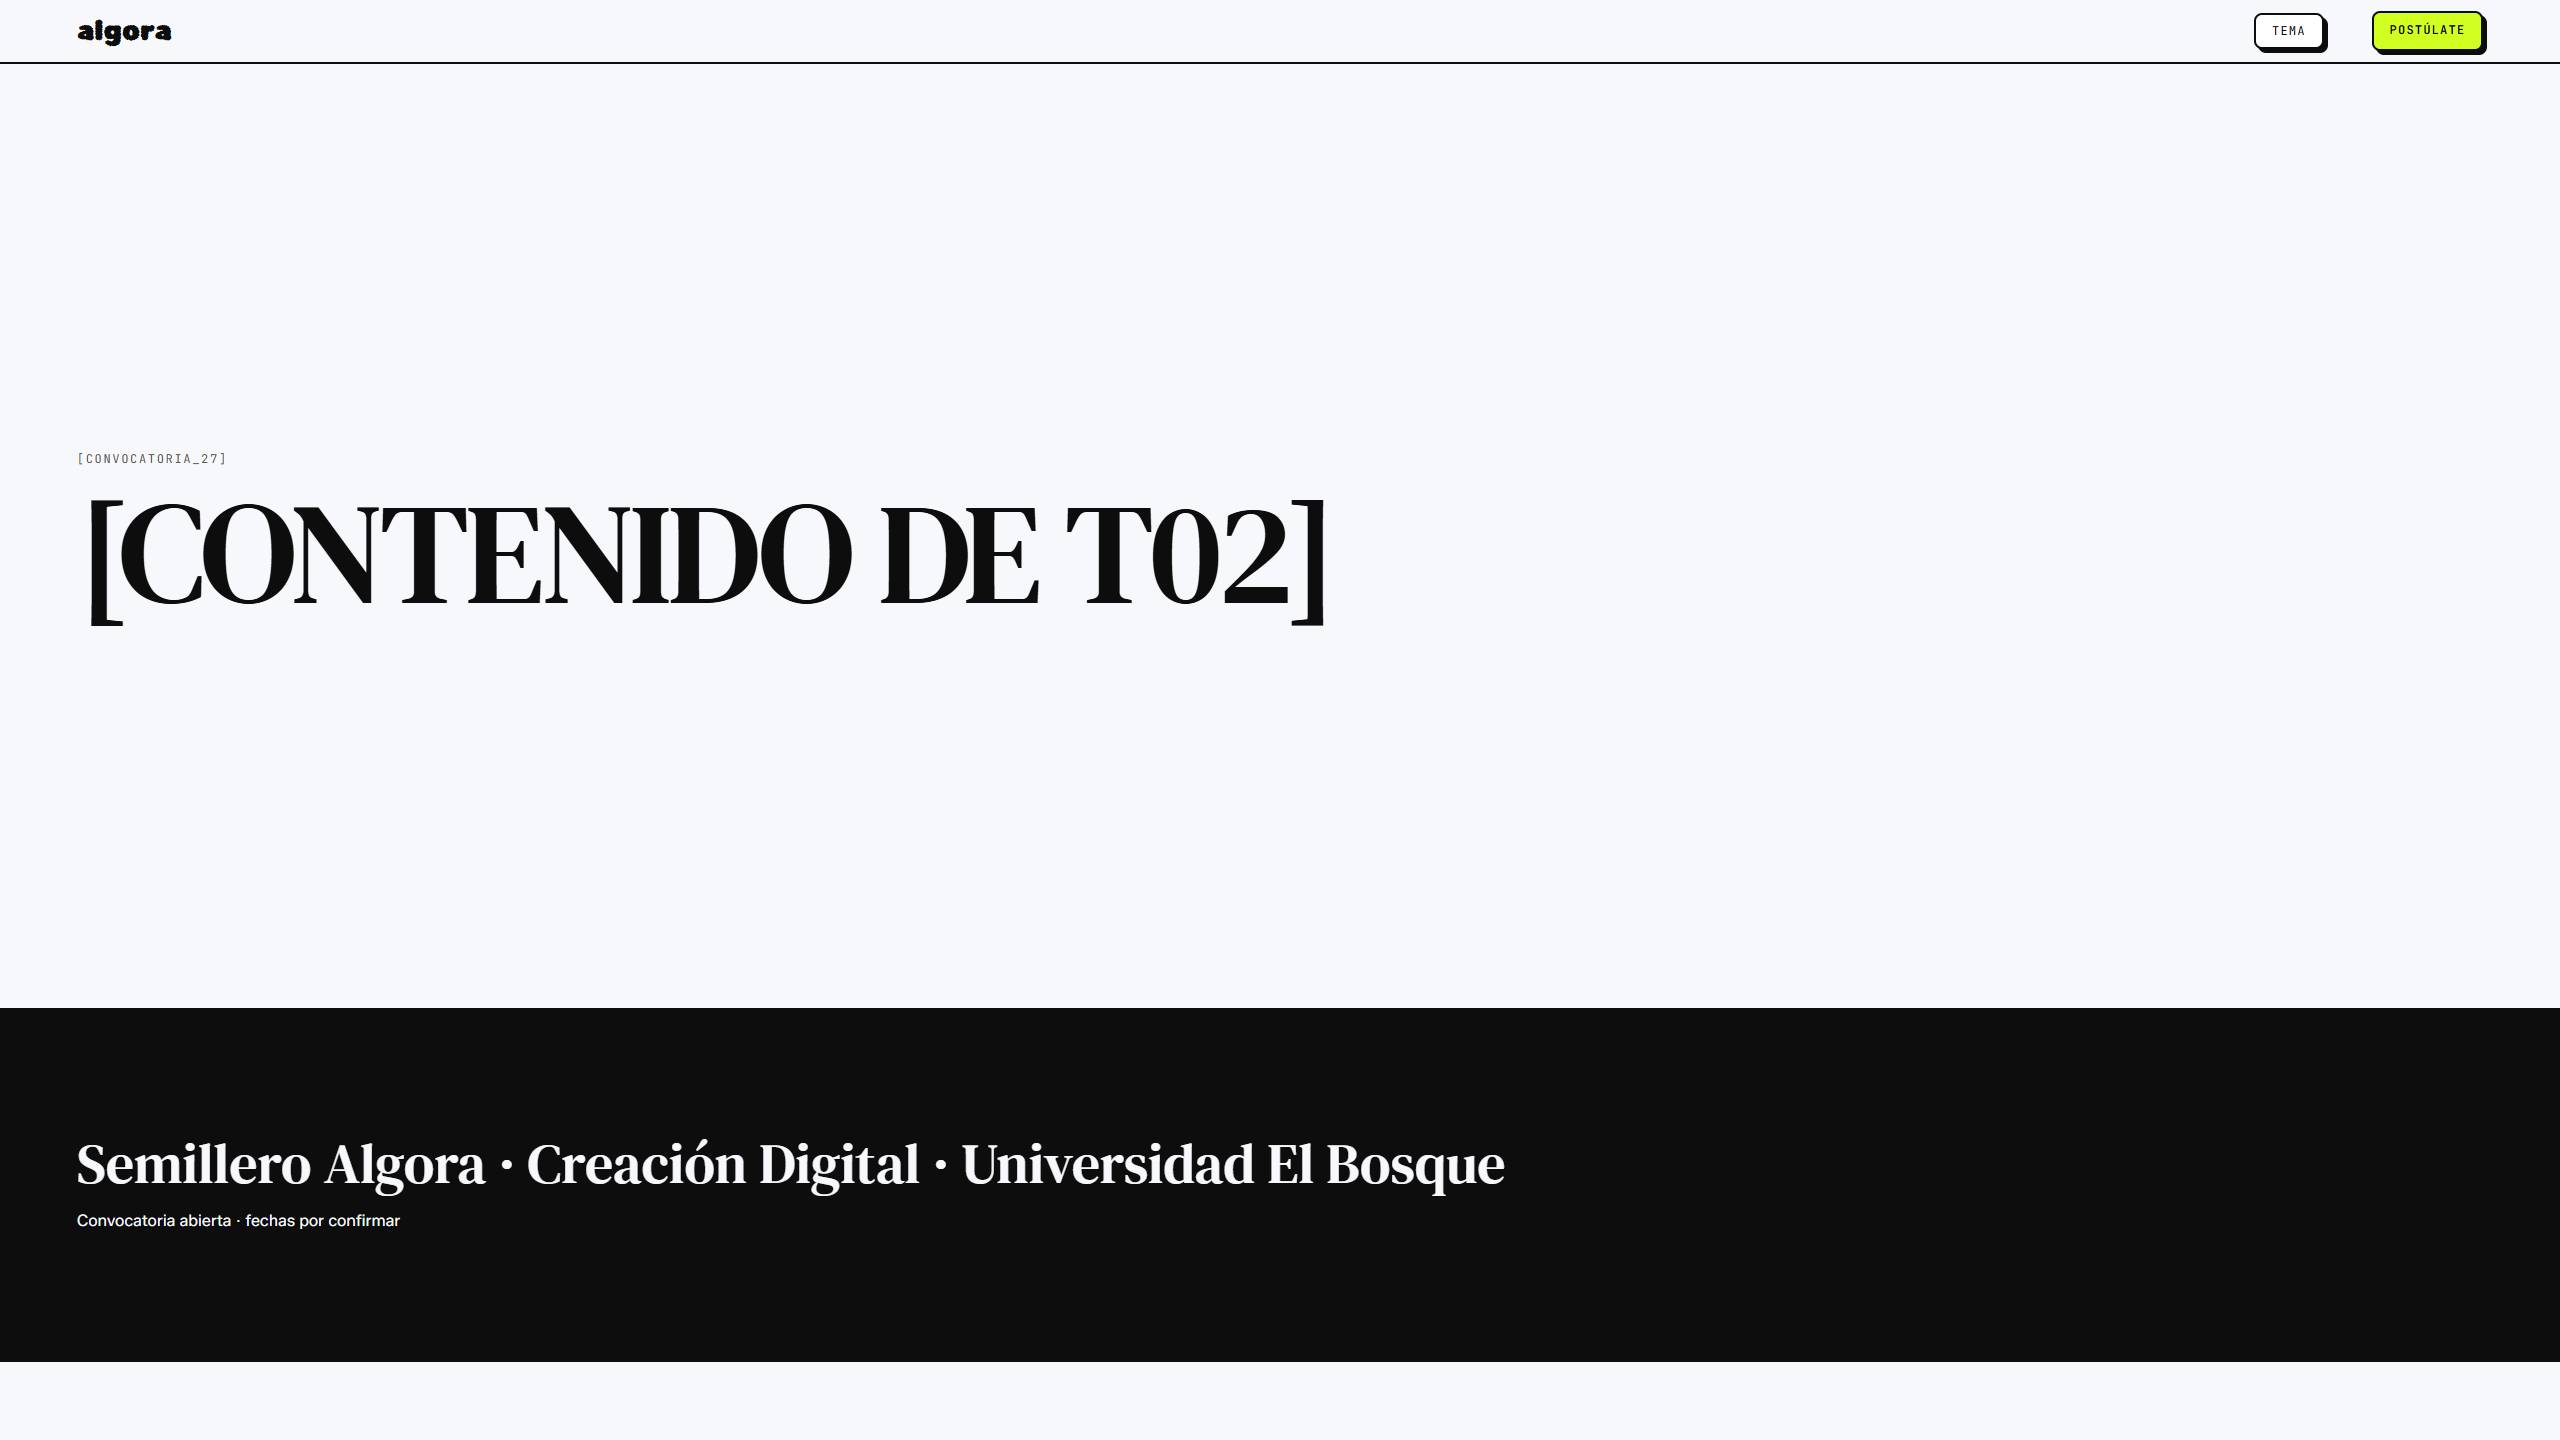 algora
TEMA
POSTÚLATE
[CONVOCATORIA_27]
[CONTENIDO DE T02]
Semillero Algora · Creación Digital · Universidad El Bosque
Convocatoria abierta · fechas por confirmar